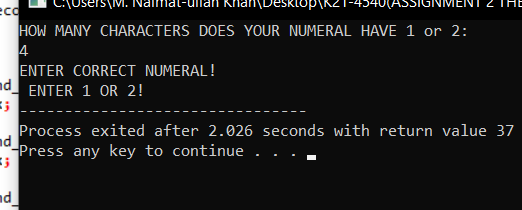 C:\Users\M. Naimat-ullah Khan\Desktop\K21-4540(ASSIGNMENT 2 THE
HOW MANY CHARACTERS DOES YOUR NUMERAL HAVE 1 or 2:
4
ENTER CORRECT NUMERAL!
ENTER 1 OR 2!
--------------------------------
Process exited after 2.026 seconds with return value 37
Press any key to continue . . .